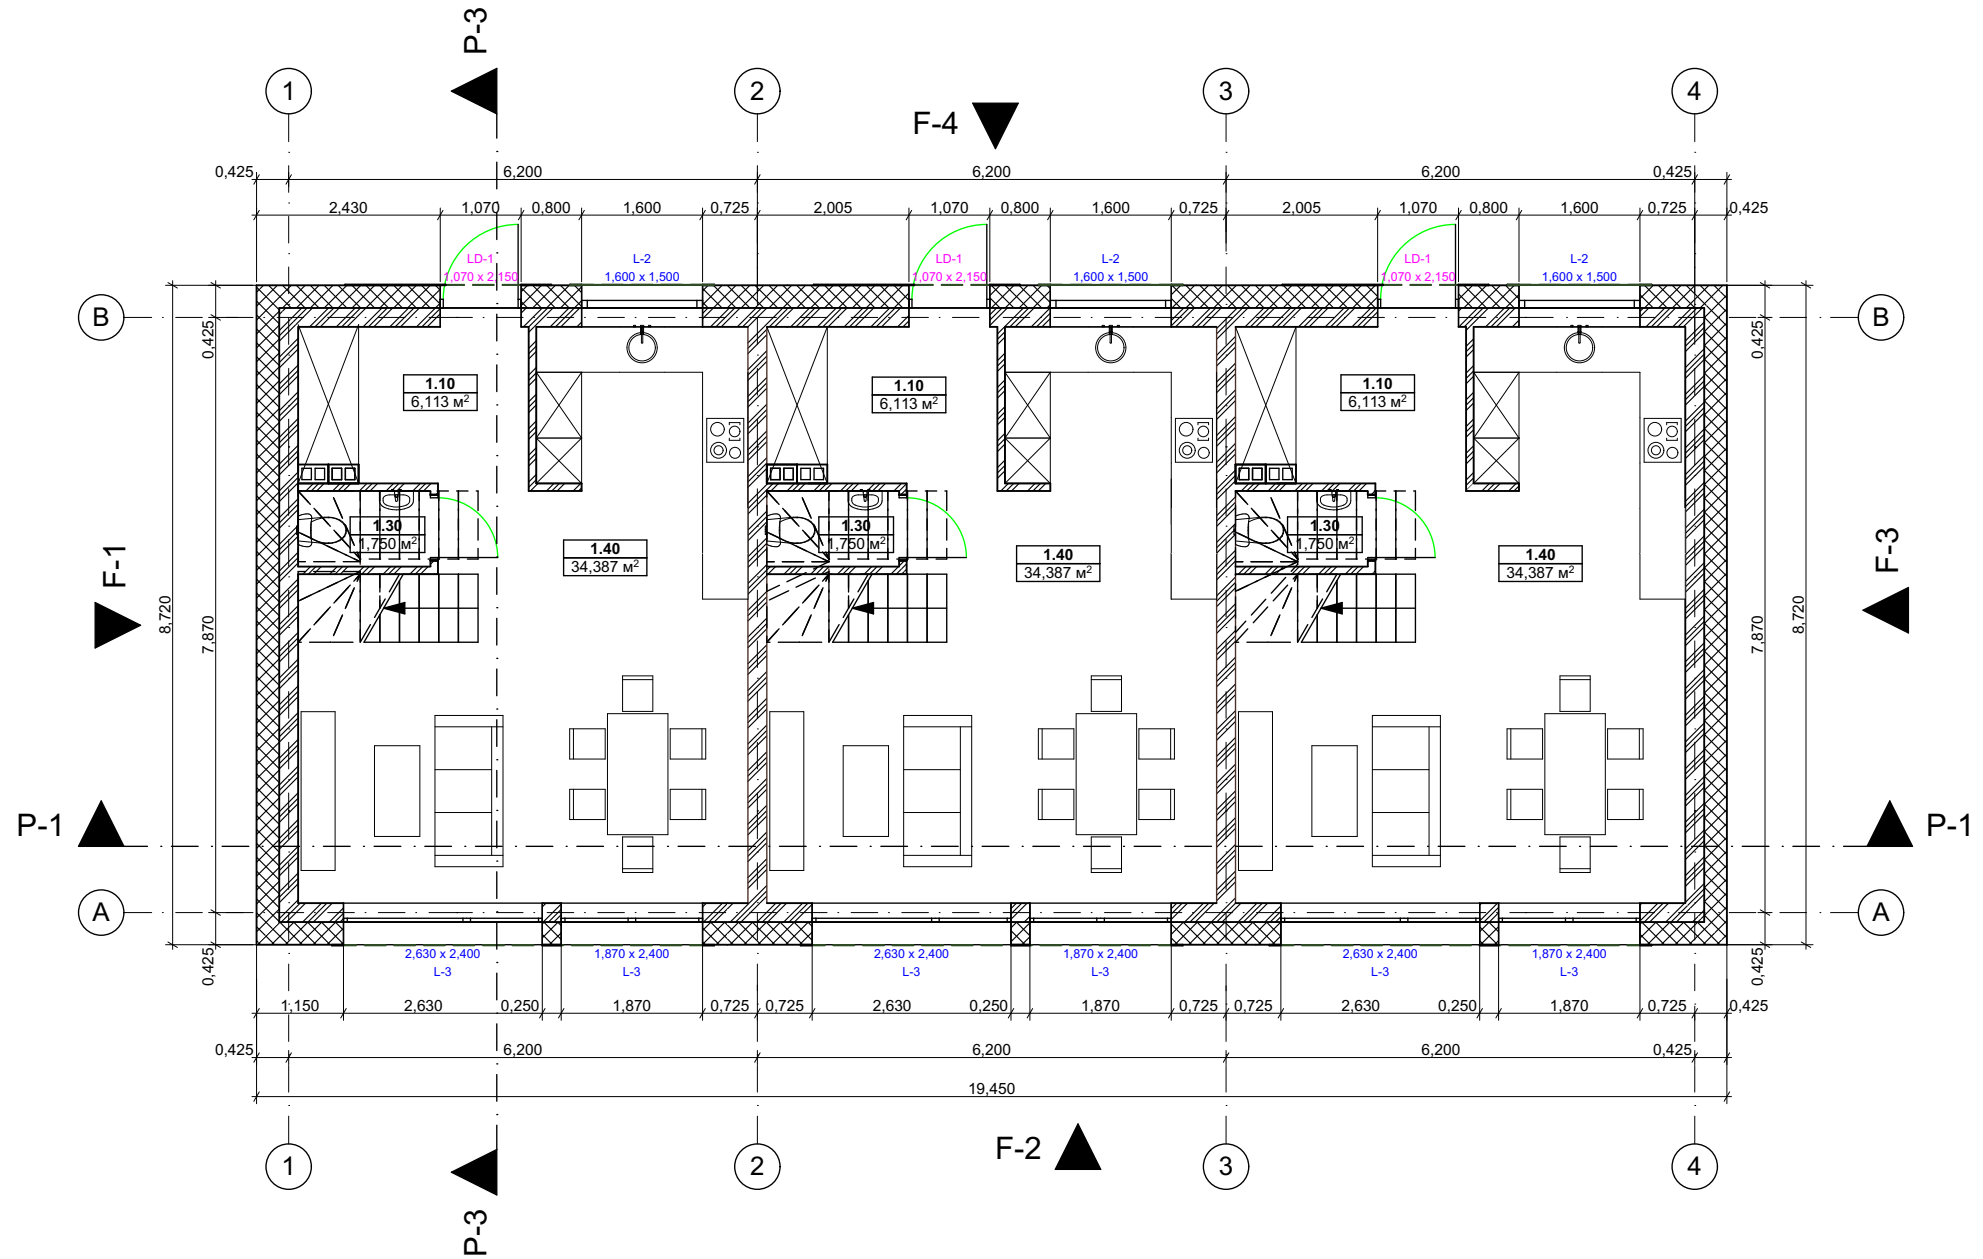 P-3
1
2
3
4
F-4
0,425
6,200
6,200
6,200
0,425
2,430
1,070
0,800
1,600
0,725
2,005
1,070
0,800
1,600
0,725
2,005
1,070
0,800
1,600
0,725
0,425
LD-1
1,070 x 2,150
L-2
1,600 x 1,500
LD-1
1,070 x 2,150
L-2
1,600 x 1,500
LD-1
1,070 x 2,150
L-2
1,600 x 1,500
B
B
0,425
0,425
1.10
6,113 м²
1.10
6,113 м²
1.10
6,113 м²
1.30
1,750 м²
1.30
1,750 м²
1.30
1,750 м²
1.40
34,387 м²
1.40
34,387 м²
1.40
34,387 м²
F-1
F-3
8,720
7,870
7,870
8,720
P-1
P-1
A
A
0,425
0,425
2,630 x 2,400
L-3
1,870 x 2,400
L-3
2,630 x 2,400
L-3
1,870 x 2,400
L-3
2,630 x 2,400
L-3
1,870 x 2,400
L-3
1,150
2,630
0,250
1,870
0,725
0,725
2,630
0,250
1,870
0,725
0,725
2,630
0,250
1,870
0,725
0,425
0,425
6,200
6,200
6,200
0,425
19,450
1
2
F-2
3
4
P-3